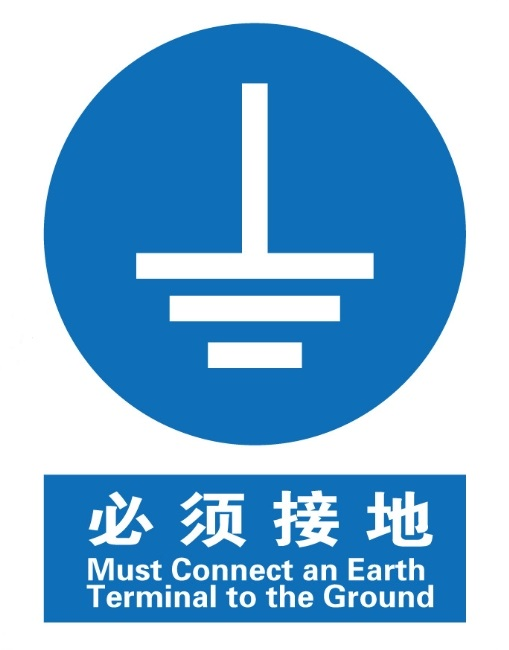 必须接地
Must Connect an Earth
Terminal to the Ground